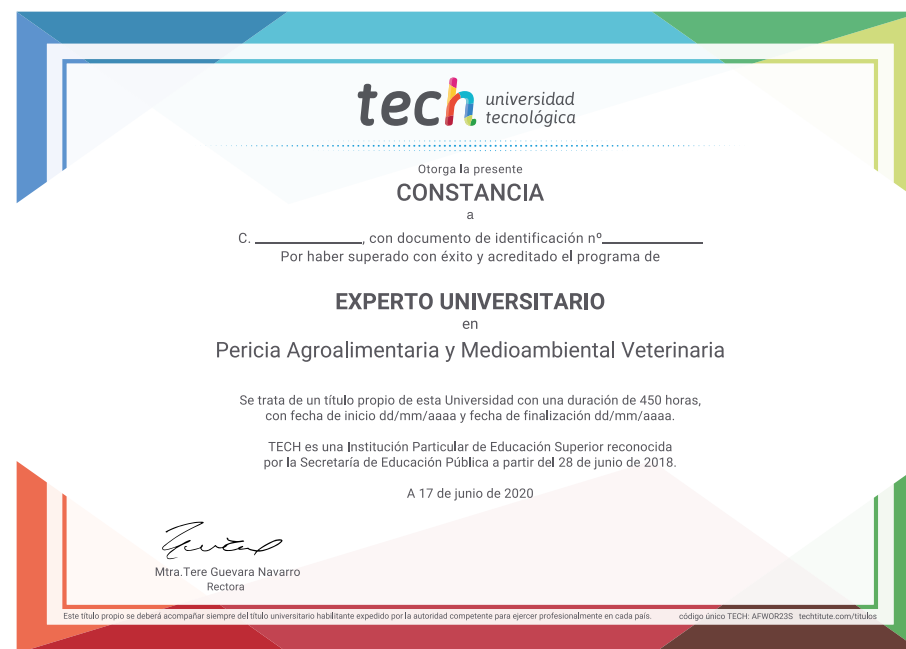 tech universidad
tecnológica
Otorga la presente
CONSTANCIA
a
C. ____________, con documento de identificación nº____________
Por haber superado con éxito y acreditado el programa de
EXPERTO UNIVERSITARIO
en
Pericia Agroalimentaria y Medioambiental Veterinaria
Se trata de un título propio de esta Universidad con una duración de 450 horas,
con fecha de inicio dd/mm/aaaa y fecha de finalización dd/mm/aaaa.
TECH es una Institución Particular de Educación Superior reconocida
por la Secretaría de Educación Pública a partir del 28 de junio de 2018.
A 17 de junio de 2020
Mtra.Tere Guevara Navarro
Rectora
Este título propio se deberá acompañar siempre del título universitario habilitante expedido por la autoridad competente para ejercer profesionalmente en cada país. código único TECH: AFWOR23S techtitute.com/títulos